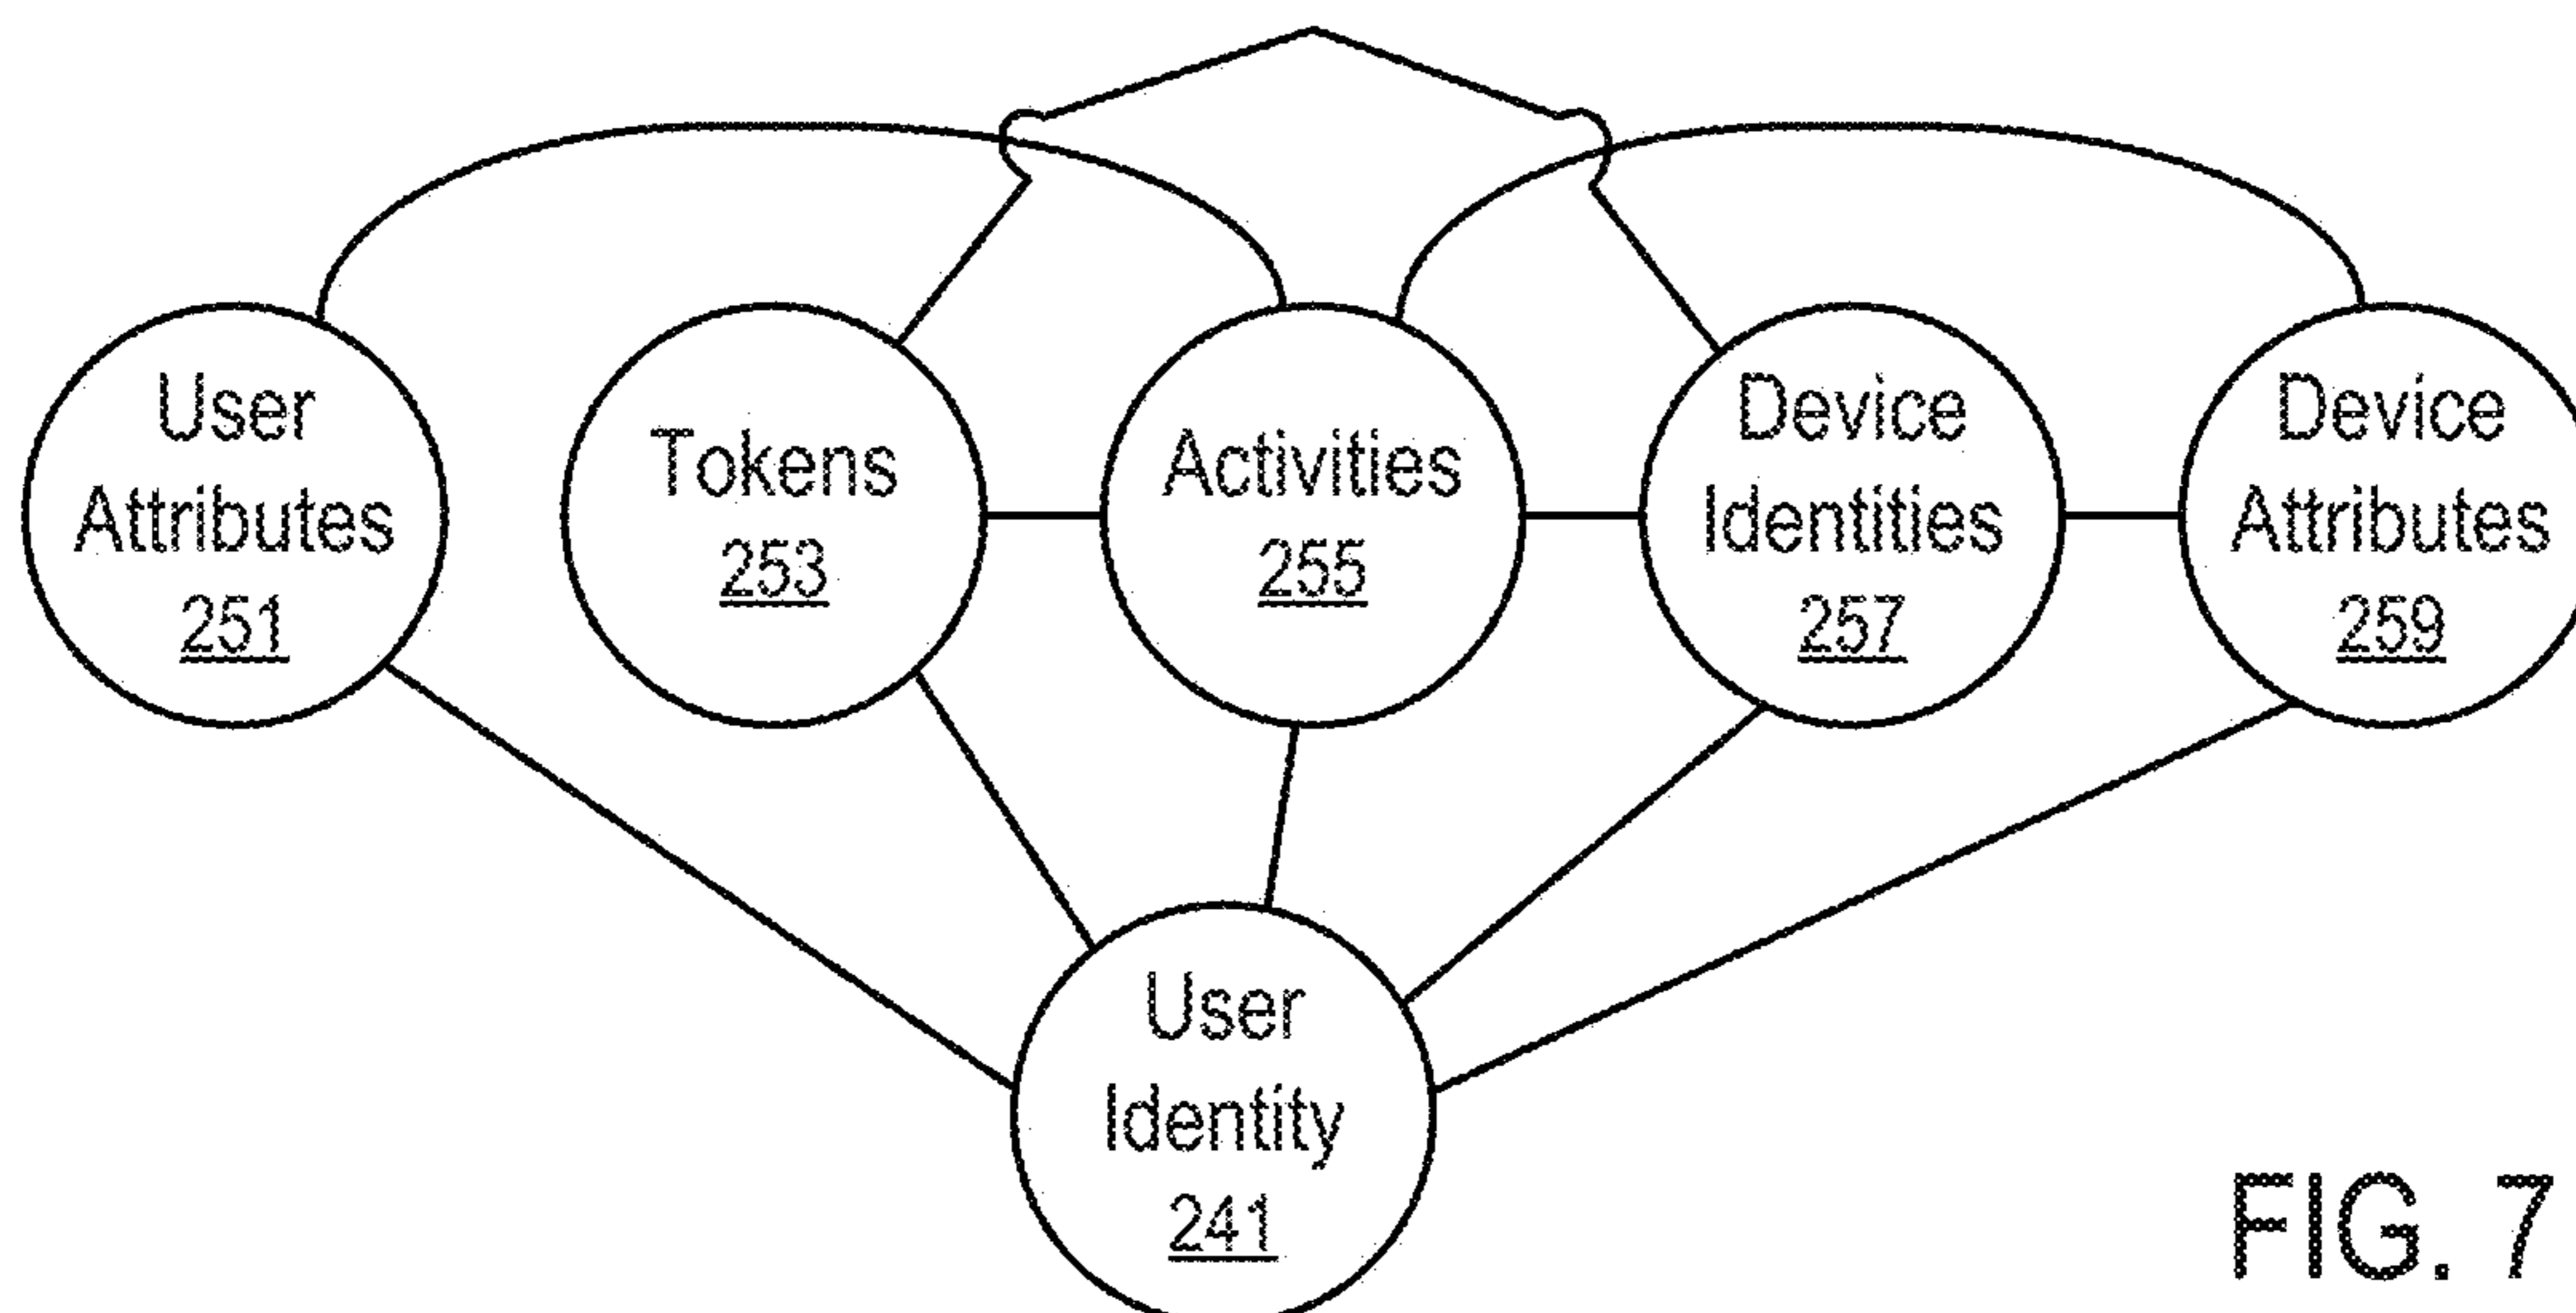 User
Attributes
251
Tokens
253
Activities
255
Device
Identities
257
Device
Attributes
259
User
Identity
241
FIG. 7